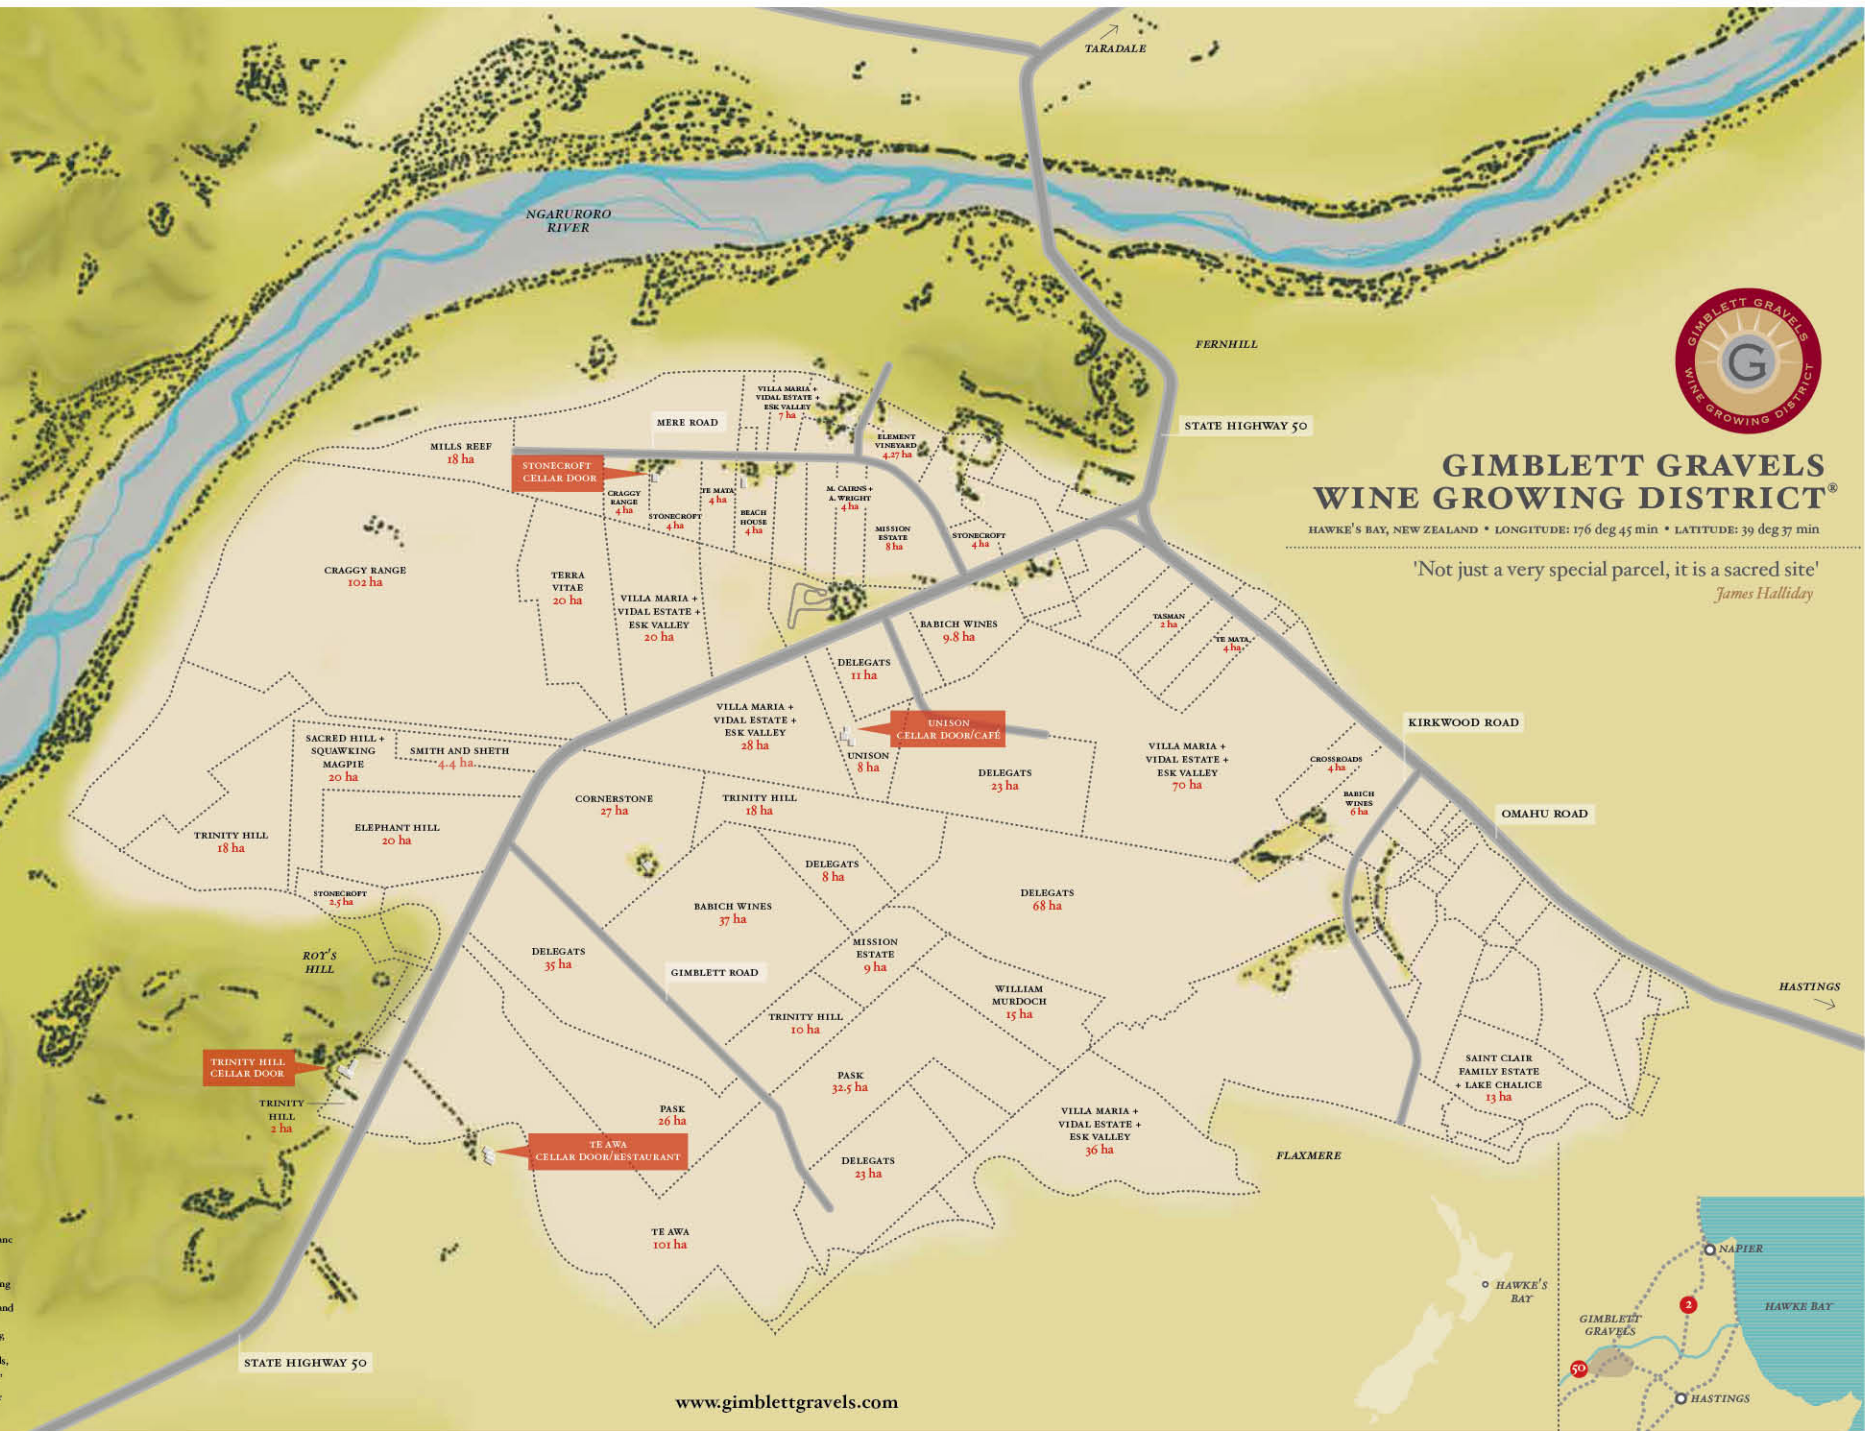 TARADALE
NGARURORO
RIVER
FERNHILL
GIMBLETT GRAVELS
WINE GROWING DISTRICT
G
STATE HIGHWAY 50
GIMBLETT GRAVELS
WINE GROWING DISTRICT®
HAWKE'S BAY, NEW ZEALAND • LONGITUDE: 176 deg 45 min • LATITUDE: 39 deg 37 min
'Not just a very special parcel, it is a sacred site'
James Halliday
VILLA MARIA +
VIDAL ESTATE +
ESK VALLEY
7 ha
MERE ROAD
MILLS REEF
18 ha
ELEMENT
VINEYARD
4.27 ha
STONECROFT
CELLAR DOOR
CRAGGY
RANGE
4 ha
STONECROFT
4 ha
TE MATA
4 ha
BEACH
HOUSE
4 ha
M. CAIRNS +
A. WRIGHT
4 ha
MISSION
ESTATE
8 ha
STONECROFT
4 ha
CRAGGY RANGE
102 ha
TERRA
VITAE
20 ha
VILLA MARIA +
VIDAL ESTATE +
ESK VALLEY
20 ha
BABICH WINES
9.8 ha
TASMAN
2 ha
TE MATA
4 ha
DELEGATS
11 ha
VILLA MARIA +
VIDAL ESTATE +
ESK VALLEY
28 ha
UNISON
CELLAR DOOR/CAFÉ
UNISON
8 ha
KIRKWOOD ROAD
SACRED HILL +
SQUAWKING
MAGPIE
20 ha
SMITH AND SHETH
4.4 ha
DELEGATS
23 ha
VILLA MARIA +
VIDAL ESTATE +
ESK VALLEY
70 ha
CROSSROADS
4 ha
BABICH
WINES
6 ha
OMAHU ROAD
CORNERSTONE
27 ha
TRINITY HILL
18 ha
TRINITY HILL
18 ha
ELEPHANT HILL
20 ha
DELEGATS
8 ha
STONECROFT
2.5 ha
BABICH WINES
37 ha
DELEGATS
68 ha
ROY'S
HILL
DELEGATS
35 ha
MISSION
ESTATE
9 ha
GIMBLETT ROAD
HASTINGS
WILLIAM
MURDOCH
15 ha
TRINITY HILL
10 ha
TRINITY HILL
CELLAR DOOR
TRINITY
HILL
2 ha
PASK
32.5 ha
SAINT CLAIR
FAMILY ESTATE
+ LAKE CHALICE
13 ha
PASK
26 ha
VILLA MARIA +
VIDAL ESTATE +
ESK VALLEY
36 ha
TE AWA
CELLAR DOOR/RESTAURANT
DELEGATS
23 ha
FLAXMERE
TE AWA
101 ha
NAPIER
HAWKE'S
BAY
2
HAWKE BAY
GIMBLETT
GRAVELS
50
HASTINGS
STATE HIGHWAY 50
www.gimblettgravels.com